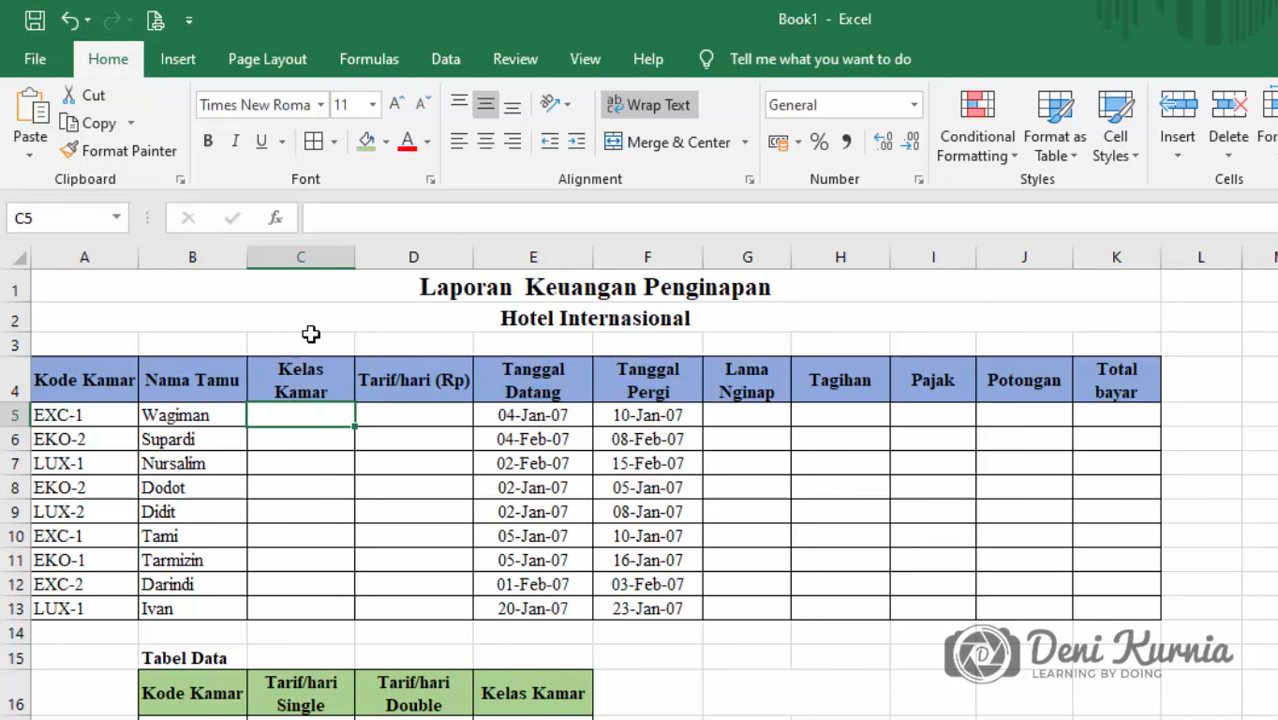 Book1 - Excel
File Home Insert Page Layout Formulas Data Review View Help Tell me what you want to do
Cut
Copy
Format Painter
Paste
Clipboard
Times New Roma 11
B I U
Font
Wrap Text
Merge & Center
Alignment
General
Number
Conditional Formatting
Format as Table
Cell Styles
Styles
Insert
Delete
Cells
C5
fx
A B C D E F G H I J K L
1 Laporan Keuangan Penginapan
2 Hotel Internasional
3
4 Kode Kamar Nama Tamu Kelas Kamar Tarif/hari (Rp) Tanggal Datang Tanggal Pergi Lama Nginap Tagihan Pajak Potongan Total bayar
5 EXC-1 Wagiman 04-Jan-07 10-Jan-07
6 EKO-2 Supardi 04-Feb-07 08-Feb-07
7 LUX-1 Nursalim 02-Feb-07 15-Feb-07
8 EKO-2 Dodot 02-Jan-07 05-Jan-07
9 LUX-2 Didit 02-Jan-07 08-Jan-07
10 EXC-1 Tami 05-Jan-07 10-Jan-07
11 EKO-1 Tarmizin 05-Jan-07 16-Jan-07
12 EXC-2 Darindi 01-Feb-07 03-Feb-07
13 LUX-1 Ivan 20-Jan-07 23-Jan-07
14
15 Tabel Data
16 Kode Kamar Tarif/hari Single Tarif/hari Double Kelas Kamar
Deni Kurnia
LEARNING BY DOING